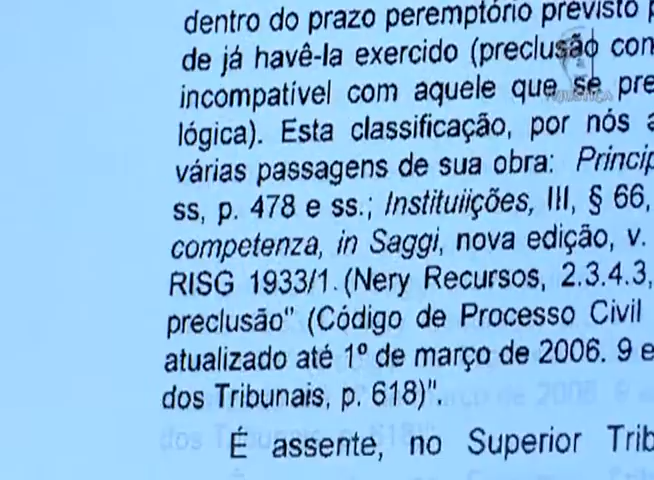 dentro do prazo peremptório previsto
de já havê-la exercido (preclusão con
incompatível com aquele que se pre
lógica). Esta classificação, por nós a
várias passagens de sua obra: Princip
ss, p. 478 e ss.; Instituiições, III, § 66,
competenza, in Saggi, nova edição, v.
RISG 1933/1. (Nery Recursos, 2.3.4.3,
preclusão" (Código de Processo Civil
atualizado até 1º de março de 2006. 9 e
dos Tribunais, p. 618)".
É assente, no Superior Trib